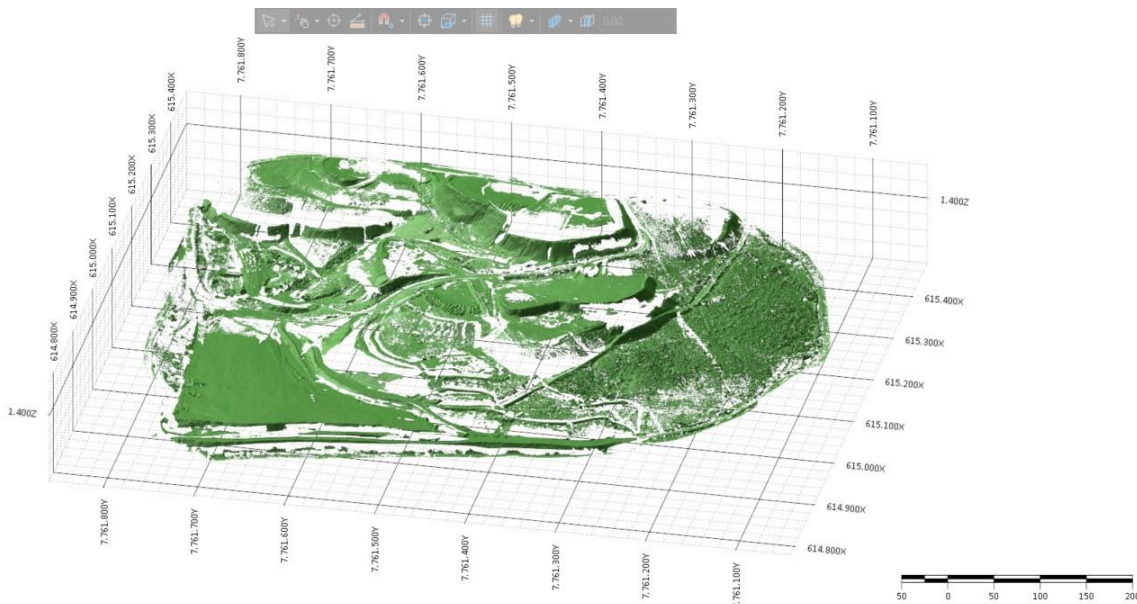 0.00
7.761.800Y
7.761.700Y
7.761.600Y
7.761.500Y
7.761.400Y
7.761.300Y
7.761.200Y
7.761.100Y
615.400X
615.300X
615.200X
615.100X
615.000X
614.900X
614.800X
1.400Z
1.400Z
615.400X
615.300X
615.200X
615.100X
615.000X
614.900X
614.800X
7.761.800Y
7.761.700Y
7.761.600Y
7.761.500Y
7.761.400Y
7.761.300Y
7.761.200Y
7.761.100Y
50 0 50 100 150 200